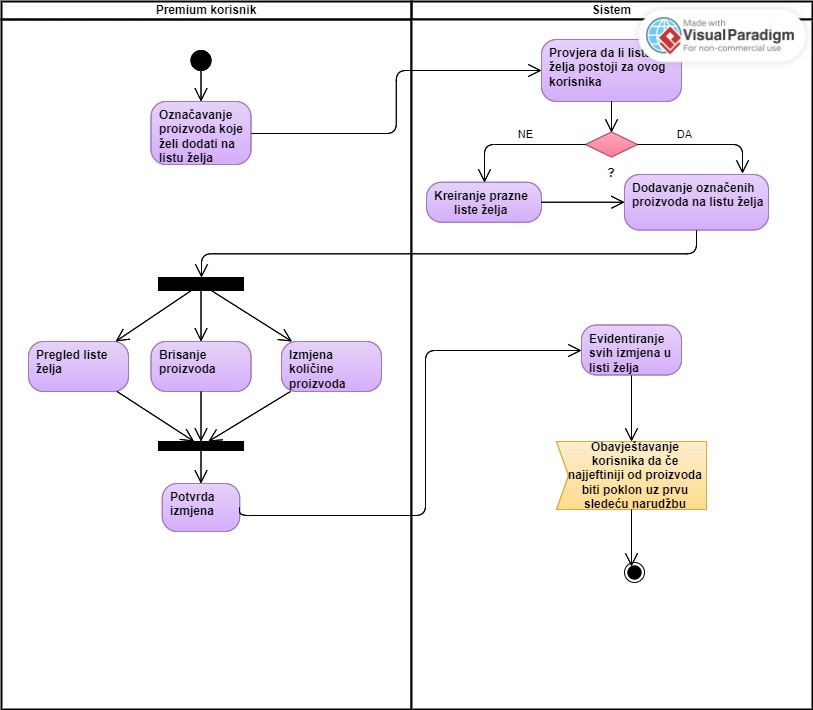 Premium korisnik
Sistem
Made with
VisualParadigm
For non-commercial use
Provjera da li lista
želja postoji za ovog
korisnika
Označavanje
proizvoda koje
želi dodati na
listu želja
NE
DA
?
Kreiranje prazne
liste želja
Dodavanje označenih
proizvoda na listu želja
Pregled liste
želja
Brisanje
proizvoda
Izmjena
količine
proizvoda
Evidentiranje
svih izmjena u
listi želja
Potvrda
izmjena
Obavještavanje
korisnika da če
najjeftiniji od proizvoda
biti poklon uz prvu
sledeću narudžbu